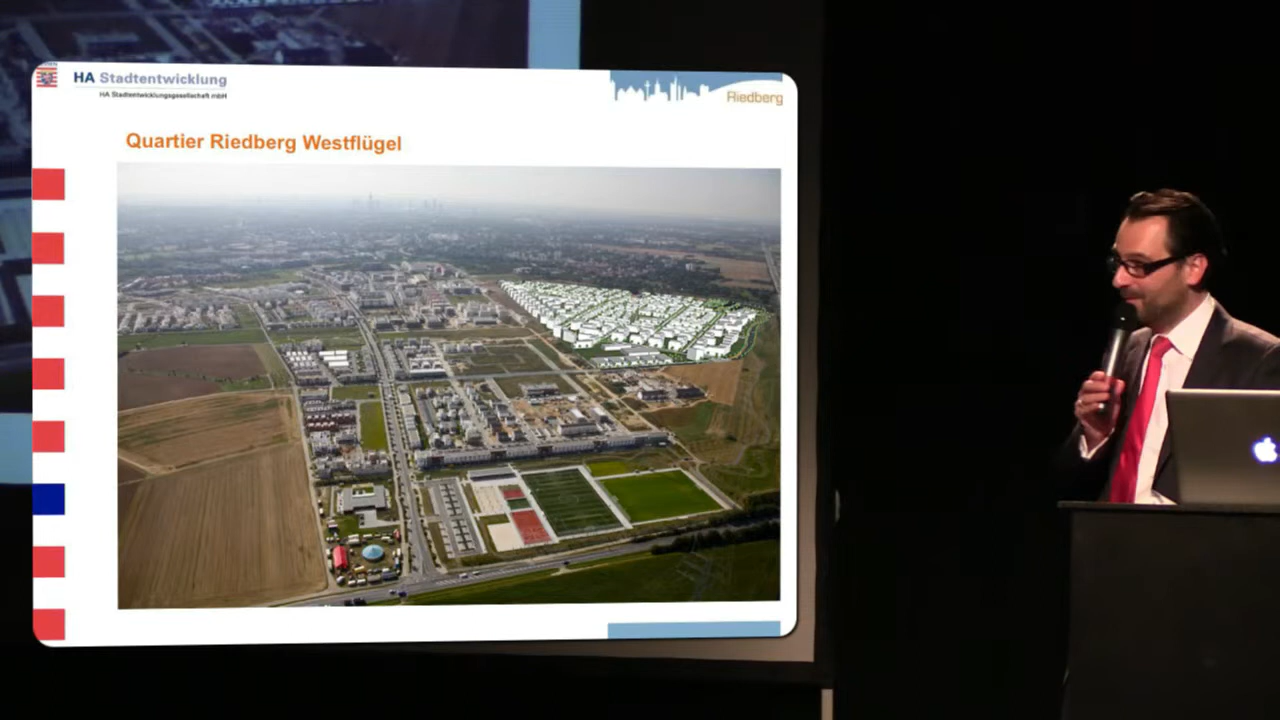 HA Stadtentwicklung
HA Stadtentwicklungsgesellschaft mbH
Riedberg
Quartier Riedberg Westflügel